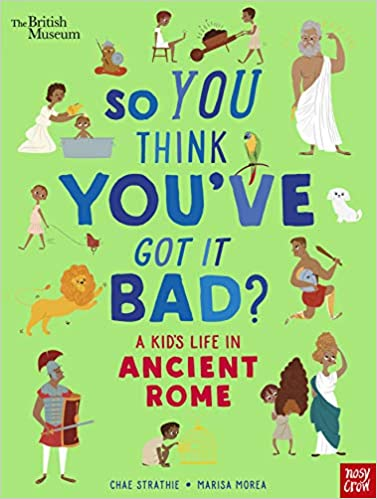 The British
Museum
SO YOU
THINK
YOU'VE
GOT IT
BAD?
A KID'S LIFE IN
ANCIENT
ROME
CHAE STRATHIE • MARISA MOREA
nosy
crow